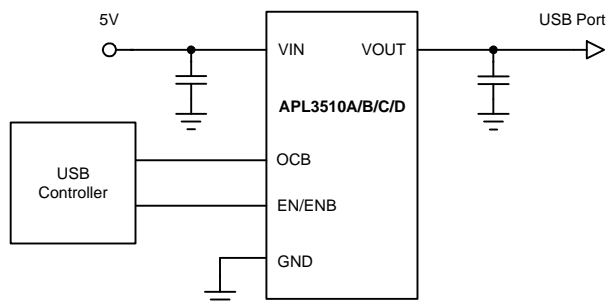 5V
USB Port
VIN
VOUT
APL3510A/B/C/D
USB
Controller
OCB
EN/ENB
GND